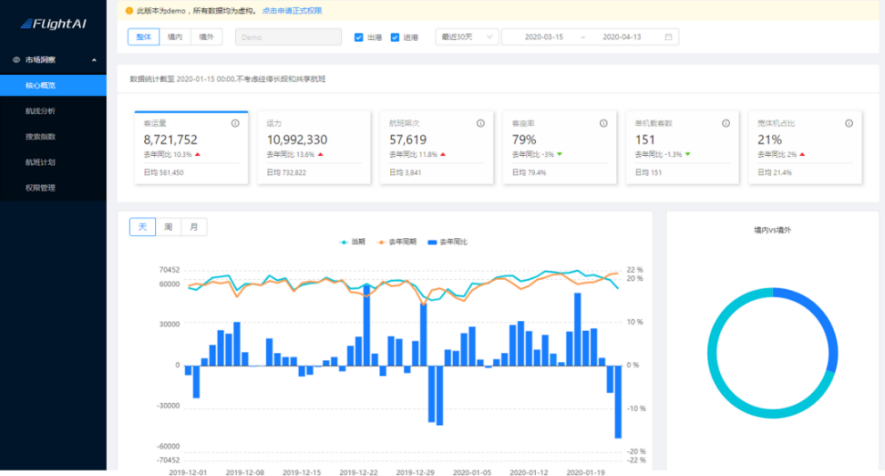 FlightAI
此版本为demo，所有数据均为虚构。 点击申请正式权限
整体 境内 境外 Demo 出港 进港 最近30天 2020-03-15 ~ 2020-04-13
市场洞察
核心概览
航线分析
搜索指数
航班计划
权限管理
数据统计截至 2020-01-15 00:00,不考虑经停长段和共享航班
客运量
8,721,752
去年同比 10.3%
日均 581,450
运力
10,992,330
去年同比 13.6%
日均 732,822
航班架次
57,619
去年同比 11.8%
日均 3,841
客座率
79%
去年同比 -3%
日均 79.4%
单机载客数
151
去年同比 -1.3%
日均 151
宽体机占比
21%
去年同比 2%
日均 21.4%
天 周 月
当期 去年同期 去年同比
70452
60000
30000
0
-30000
-60000
-70452
22 %
20 %
10 %
0 %
-10 %
-20 %
-22 %
2019-12-01 2019-12-08 2019-12-15 2019-12-22 2019-12-29 2020-01-05 2020-01-12 2020-01-19
境内vs境外